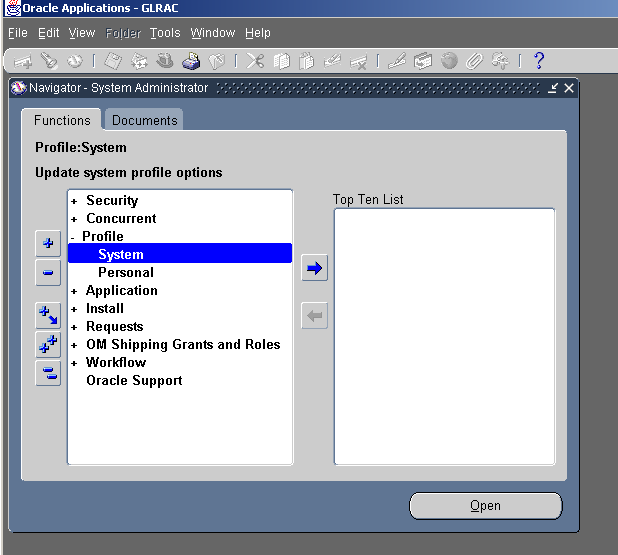 Oracle Applications - GLRAC
File Edit View Folder Tools Window Help
Navigator - System Administrator
Functions Documents
Profile:System
Update system profile options
Top Ten List
+ Security
+ Concurrent
- Profile
System
Personal
+ Application
+ Install
+ Requests
+ OM Shipping Grants and Roles
+ Workflow
Oracle Support
Open